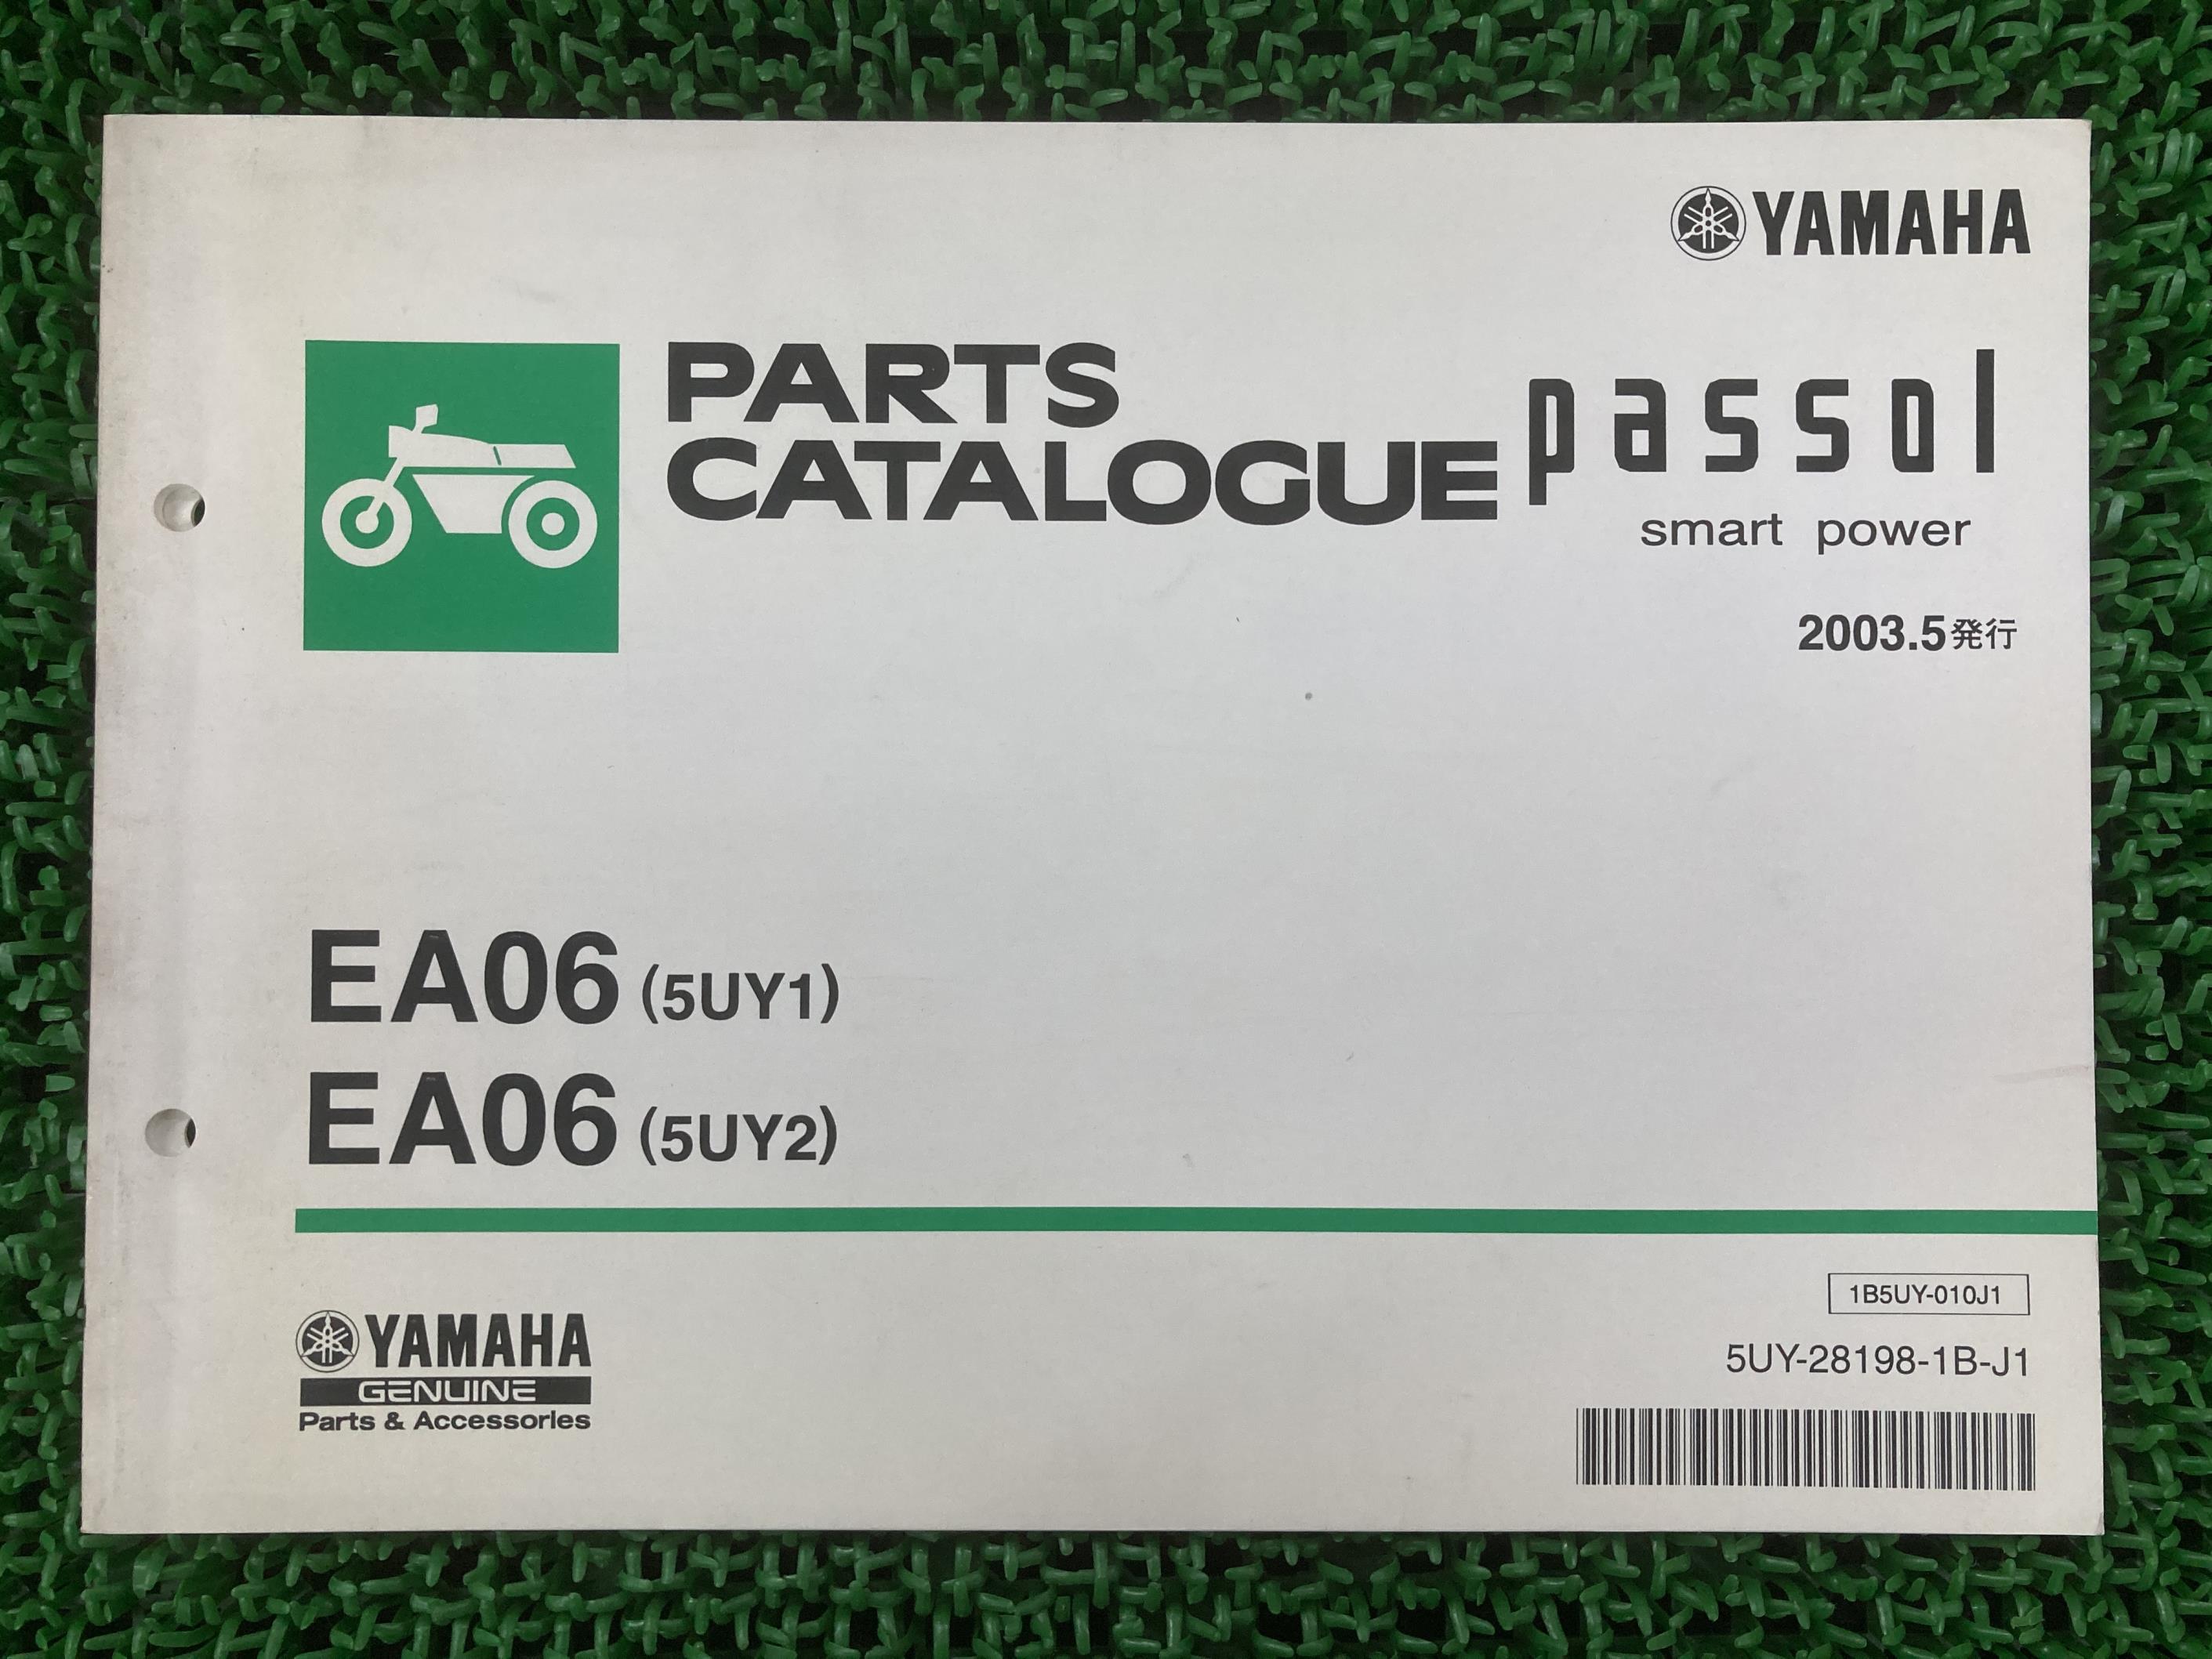 YAMAHA
PARTS
CATALOGUE
passol
smart power
2003.5発行
EA06 (5UY1)
EA06 (5UY2)
YAMAHA
GENUINE
Parts & Accessories
1B5UY-010J1
5UY-28198-1B-J1